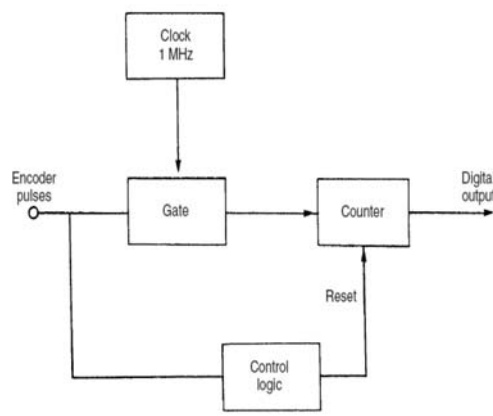 Clock
1 MHz
Encoder
pulses
Gate
Counter
Digital
output
Reset
Control
logic